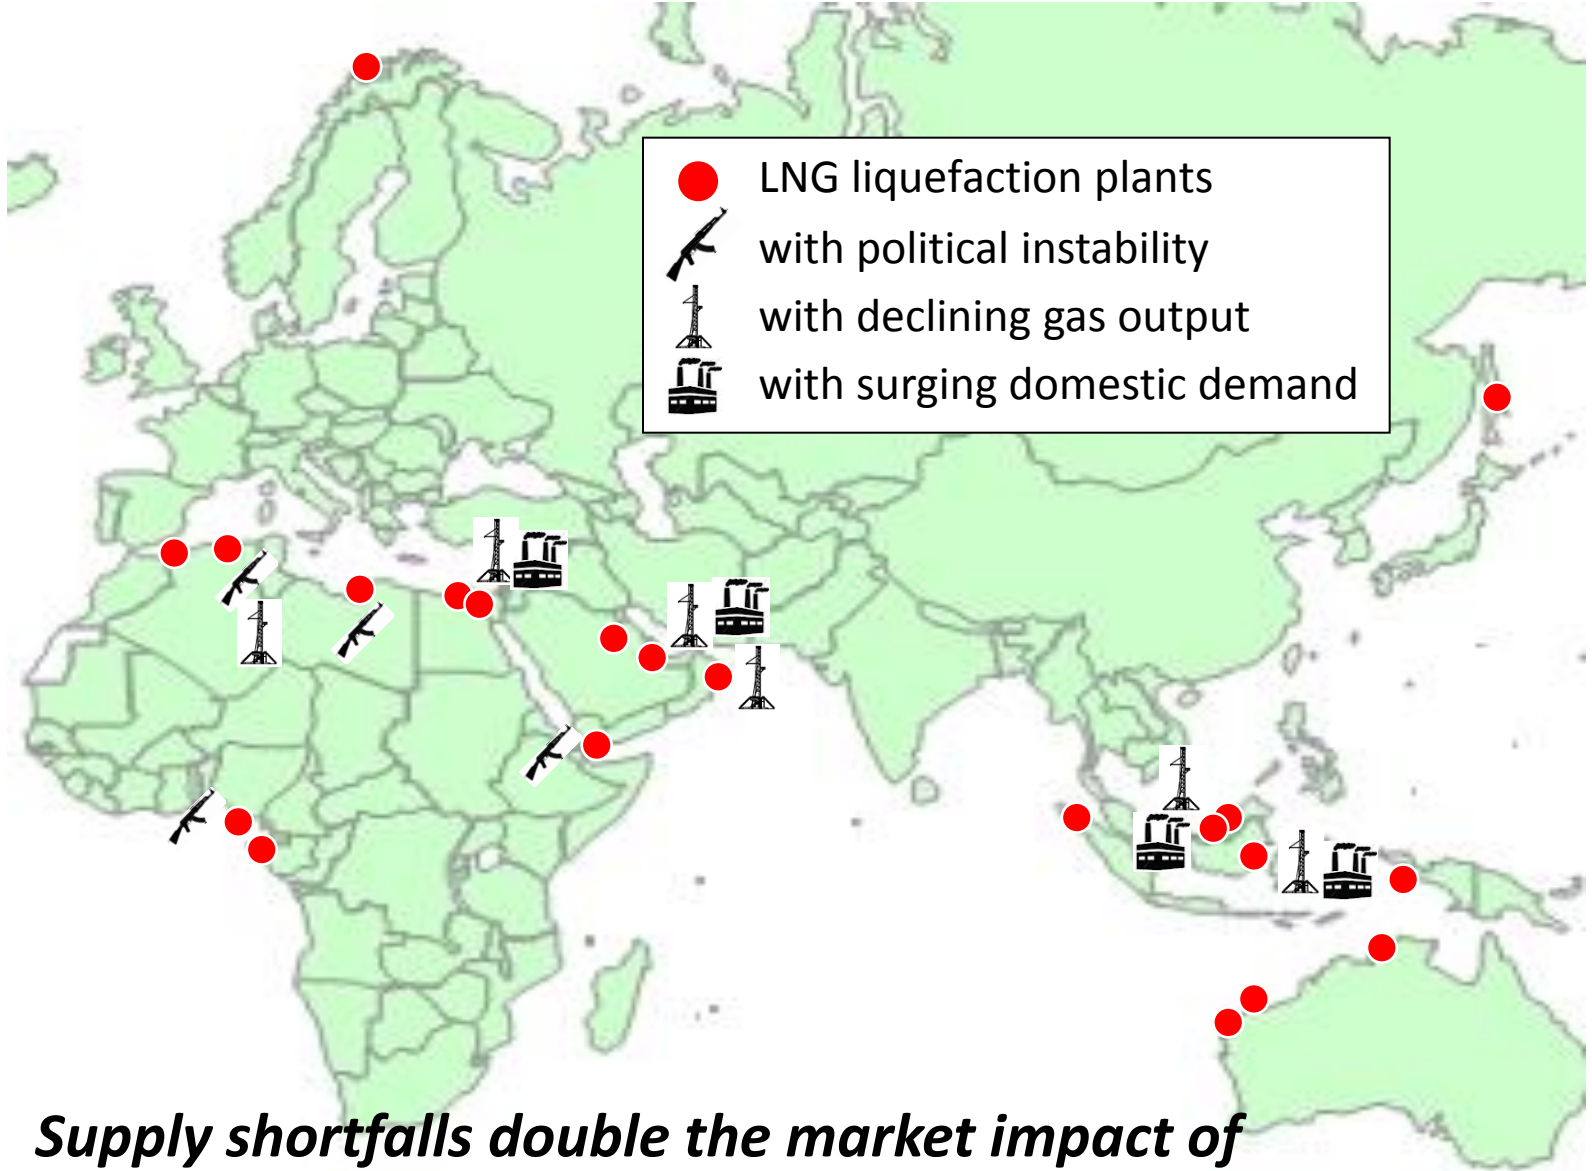 LNG liquefaction plants
with political instability
with declining gas output
with surging domestic demand
Supply shortfalls double the market impact of